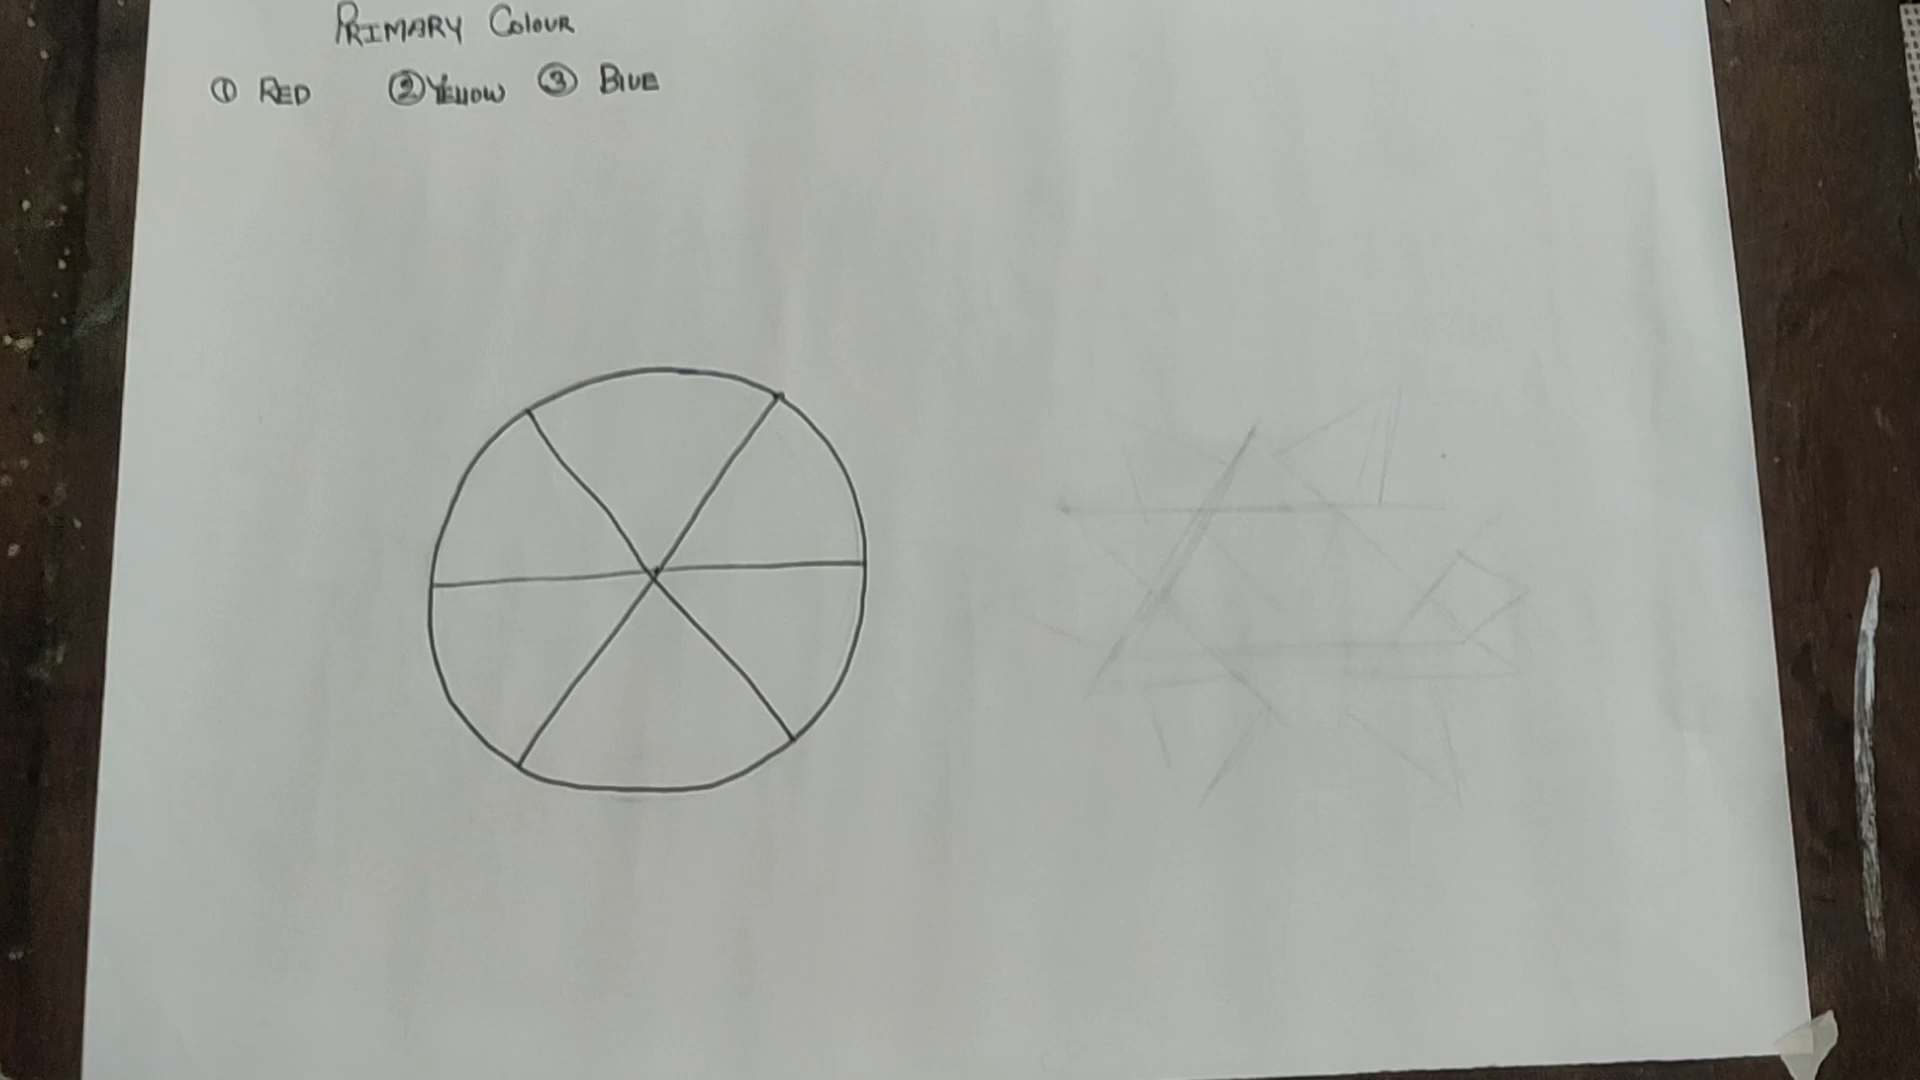 PRIMARY COLOUR
① RED ② YELLOW ③ BLUE